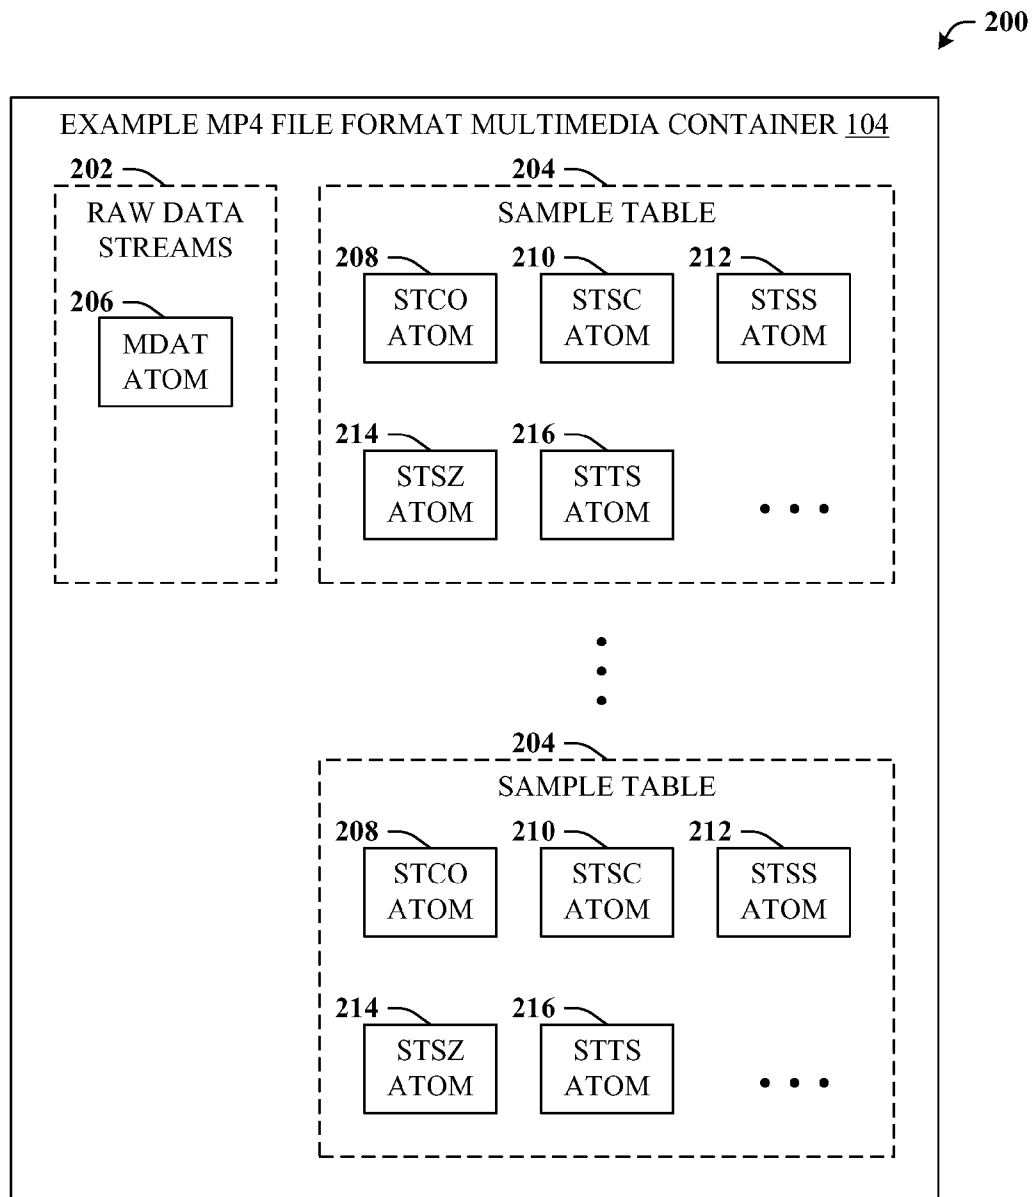 200
EXAMPLE MP4 FILE FORMAT MULTIMEDIA CONTAINER 104
202
RAW DATA
STREAMS
206
MDAT
ATOM
204
SAMPLE TABLE
208
STCO
ATOM
210
STSC
ATOM
212
STSS
ATOM
214
STSZ
ATOM
216
STTS
ATOM
204
SAMPLE TABLE
208
STCO
ATOM
210
STSC
ATOM
212
STSS
ATOM
214
STSZ
ATOM
216
STTS
ATOM